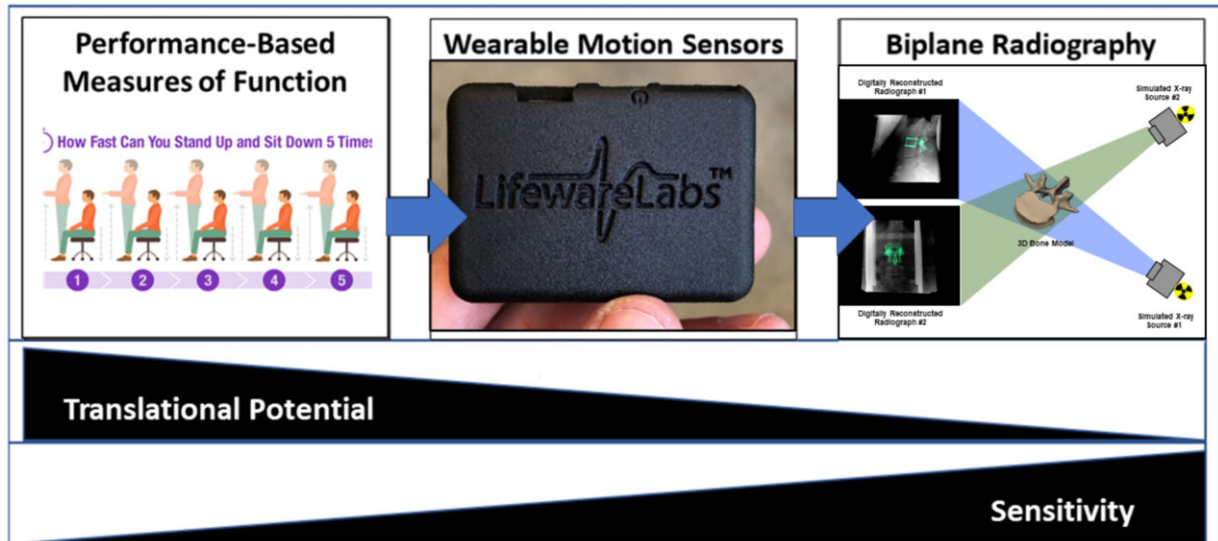 Performance-Based
Measures of Function
How Fast Can You Stand Up and Sit Down 5 Times
1
2
3
4
5
Wearable Motion Sensors
LifewareLabs™
Biplane Radiography
Digitally Reconstructed
Radiograph #1
Simulated X-ray
Source #2
3D Bone Model
Digitally Reconstructed
Radiograph #2
Simulated X-ray
Source #1
Translational Potential
Sensitivity